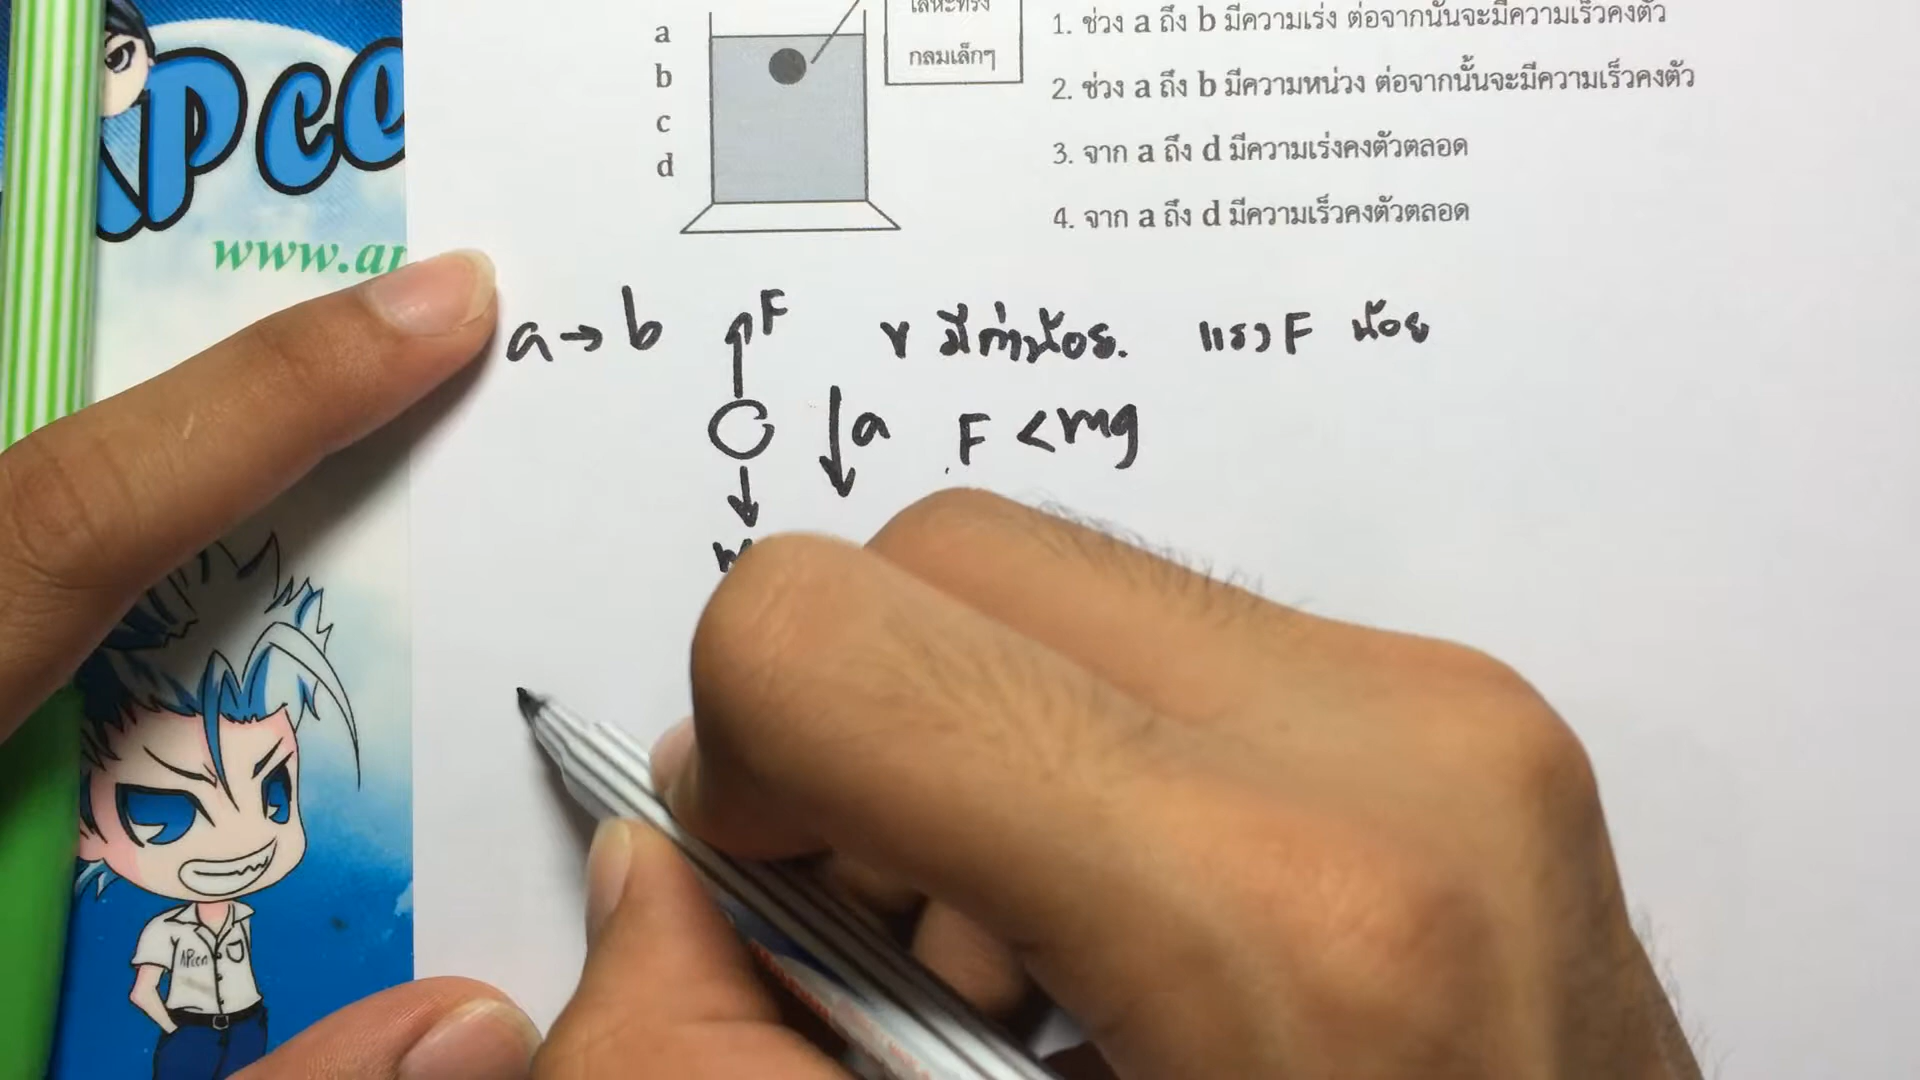 APcc
www.ap
a
b
c
d
โลหะทรง
กลมเล็กๆ
1. ช่วง a ถึง b มีความเร่ง ต่อจากนั้นจะมีความเร็วคงตัว
2. ช่วง a ถึง b มีความหน่วง ต่อจากนั้นจะมีความเร็วคงตัว
3. จาก a ถึง d มีความเร่งคงตัวตลอด
4. จาก a ถึง d มีความเร็วคงตัวตลอด
a → b F v มีค่าน้อย. แรง F น้อย
a F < mg
APcon